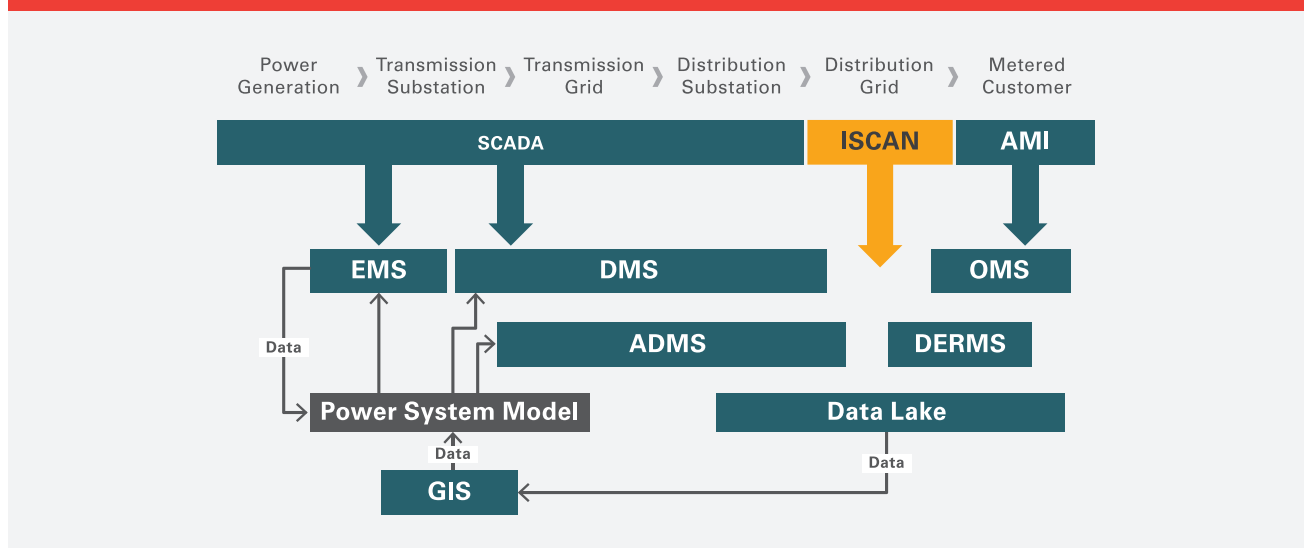 Power
Generation
Transmission
Substation
Transmission
Grid
Distribution
Substation
Distribution
Grid
Metered
Customer
SCADA
ISCAN
AMI
EMS
DMS
OMS
ADMS
DERMS
Data
Power System Model
Data Lake
Data
Data
GIS